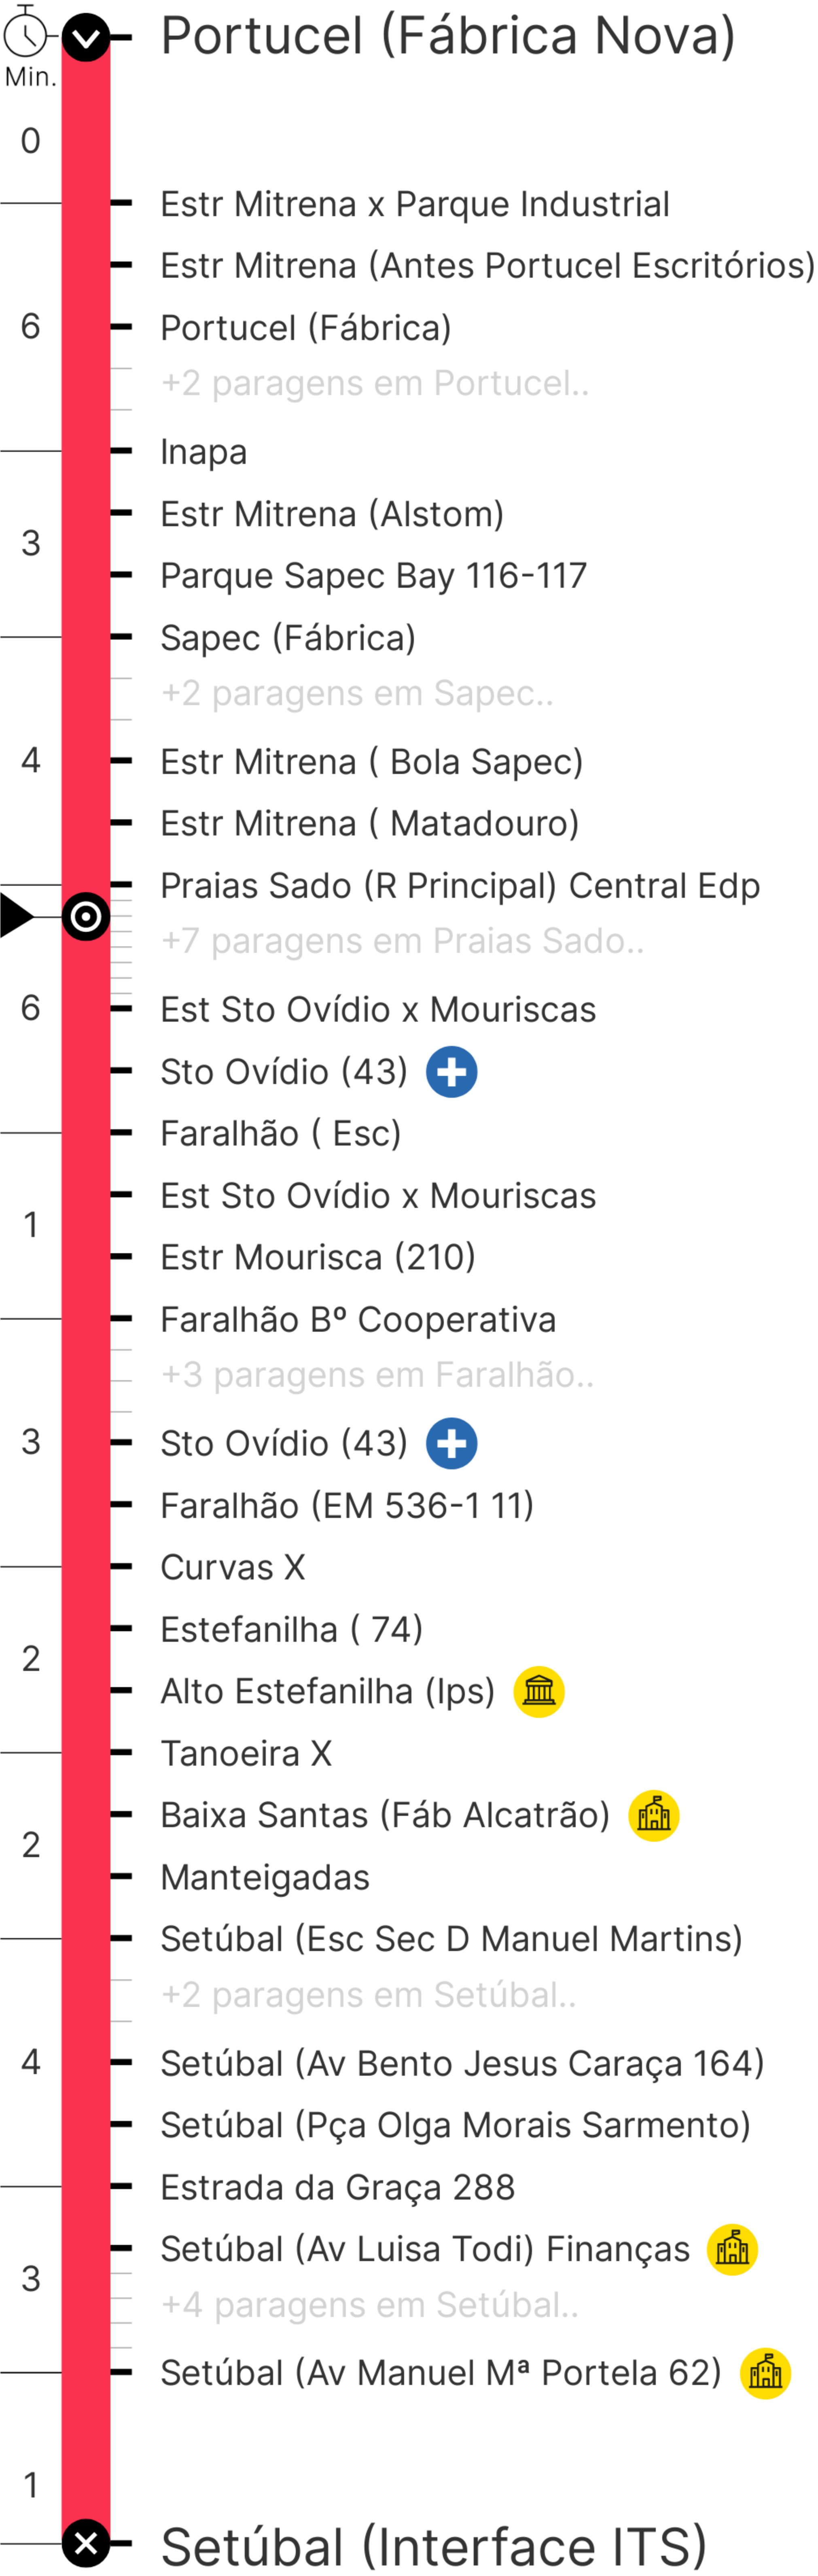 Portucel (Fábrica Nova)
Min.
0
Estr Mitrena x Parque Industrial
Estr Mitrena (Antes Portucel Escritórios)
6
Portucel (Fábrica)
+2 paragens em Portucel..
Inapa
Estr Mitrena (Alstom)
3
Parque Sapec Bay 116-117
Sapec (Fábrica)
+2 paragens em Sapec..
4
Estr Mitrena ( Bola Sapec)
Estr Mitrena ( Matadouro)
Praias Sado (R Principal) Central Edp
+7 paragens em Praias Sado..
6
Est Sto Ovídio x Mouriscas
Sto Ovídio (43)
Faralhão ( Esc)
Est Sto Ovídio x Mouriscas
1
Estr Mourisca (210)
Faralhão Bº Cooperativa
+3 paragens em Faralhão..
3
Sto Ovídio (43)
Faralhão (EM 536-1 11)
Curvas X
Estefanilha ( 74)
2
Alto Estefanilha (Ips)
Tanoeira X
Baixa Santas (Fáb Alcatrão)
2
Manteigadas
Setúbal (Esc Sec D Manuel Martins)
+2 paragens em Setúbal..
4
Setúbal (Av Bento Jesus Caraça 164)
Setúbal (Pça Olga Morais Sarmento)
Estrada da Graça 288
Setúbal (Av Luisa Todi) Finanças
3
+4 paragens em Setúbal..
Setúbal (Av Manuel Mª Portela 62)
1
Setúbal (Interface ITS)